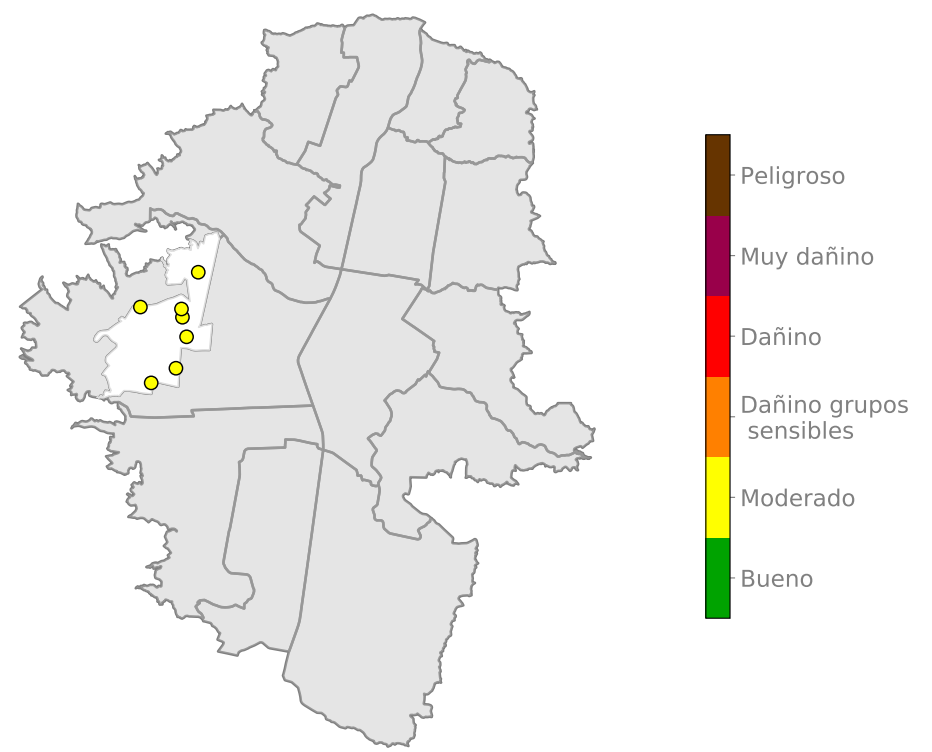 Peligroso
Muy dañino
Dañino
Dañino grupos
sensibles
Moderado
Bueno